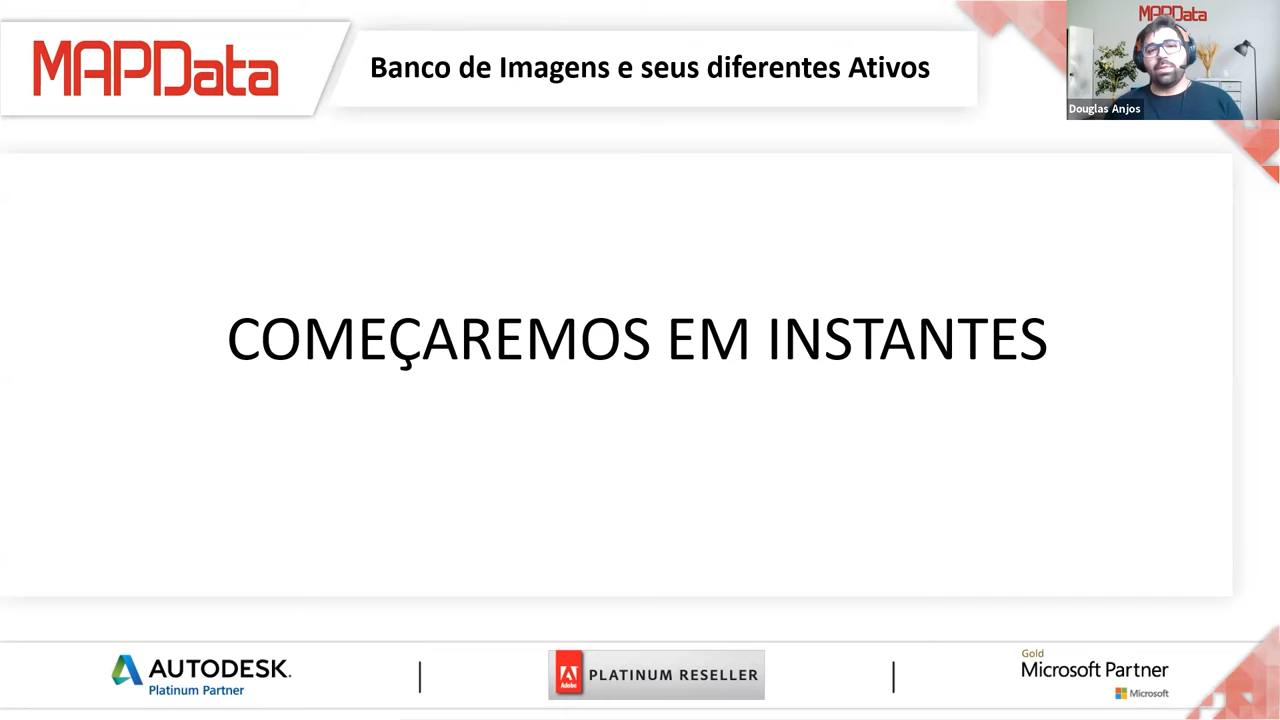 MAPData
Banco de Imagens e seus diferentes Ativos
MAPData
Douglas Anjos
COMEÇAREMOS EM INSTANTES
AUTODESK.
Platinum Partner
Adobe
PLATINUM RESELLER
Gold
Microsoft Partner
Microsoft